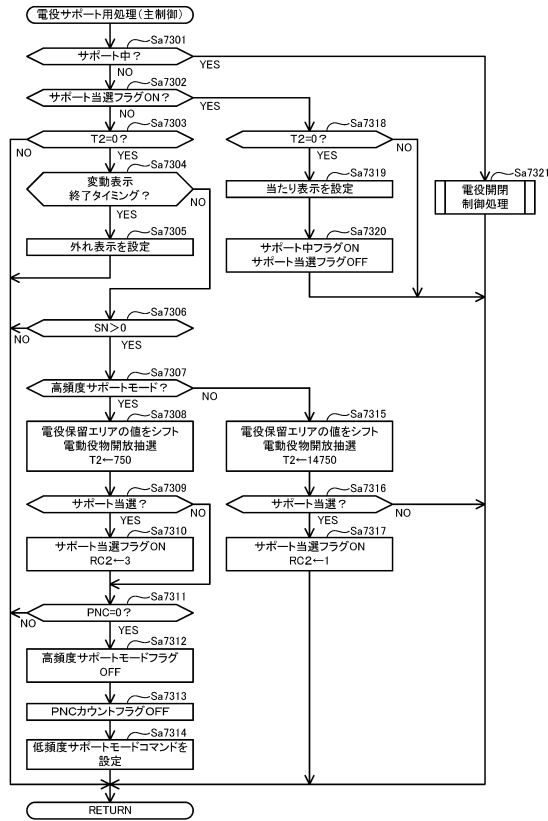 電役サポート用処理(主制御)
Sa7301
サポート中？
YES
NO
Sa7302
サポート当選フラグON？
YES
NO
Sa7303
T2=0？
NO
YES
Sa7304
変動表示
終了タイミング？
NO
YES
Sa7305
外れ表示を設定
Sa7318
T2=0？
NO
YES
Sa7319
当たり表示を設定
Sa7320
サポート中フラグON
サポート当選フラグOFF
Sa7321
電役開閉
制御処理
Sa7306
SN＞0
NO
YES
Sa7307
高頻度サポートモード？
NO
YES
Sa7308
電役保留エリアの値をシフト
電動役物開放抽選
T2←750
Sa7309
サポート当選？
NO
YES
Sa7310
サポート当選フラグON
RC2←3
Sa7315
電役保留エリアの値をシフト
電動役物開放抽選
T2←14750
Sa7316
サポート当選？
NO
YES
Sa7317
サポート当選フラグON
RC2←1
Sa7311
PNC=0？
NO
YES
Sa7312
高頻度サポートモードフラグ
OFF
Sa7313
PNCカウントフラグOFF
Sa7314
低頻度サポートモードコマンドを
設定
RETURN